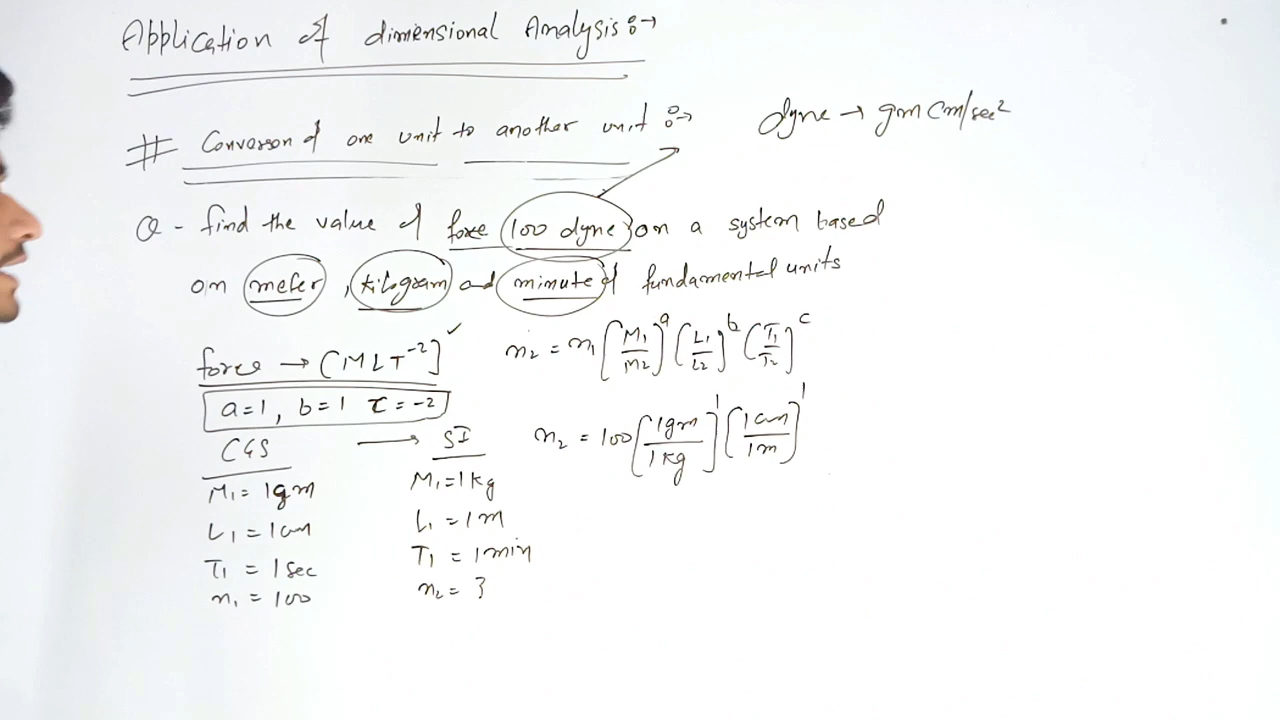 Application of dimensional Analysis :→
# Converson of one unit to another unit :→
dyne → gm cm/sec²
Q - find the value of force 100 dyne on a system based
on meter, kilogram and minute of fundamental units
force → [MLT⁻²] ✓
a=1, b=1 c=-2
CGS → SI
M₁ = 1gm
L₁ = 1cm
T₁ = 1sec
n₁ = 100
M₁=1kg
L₁ = 1m
T₁ = 1min
n₂ = ?
n₂ = n₁ [M₁/M₂]ᵃ [L₁/L₂]ᵇ [T₁/T₂]ᶜ
n₂ = 100 [1gm/1kg]¹ [1cm/1m]¹